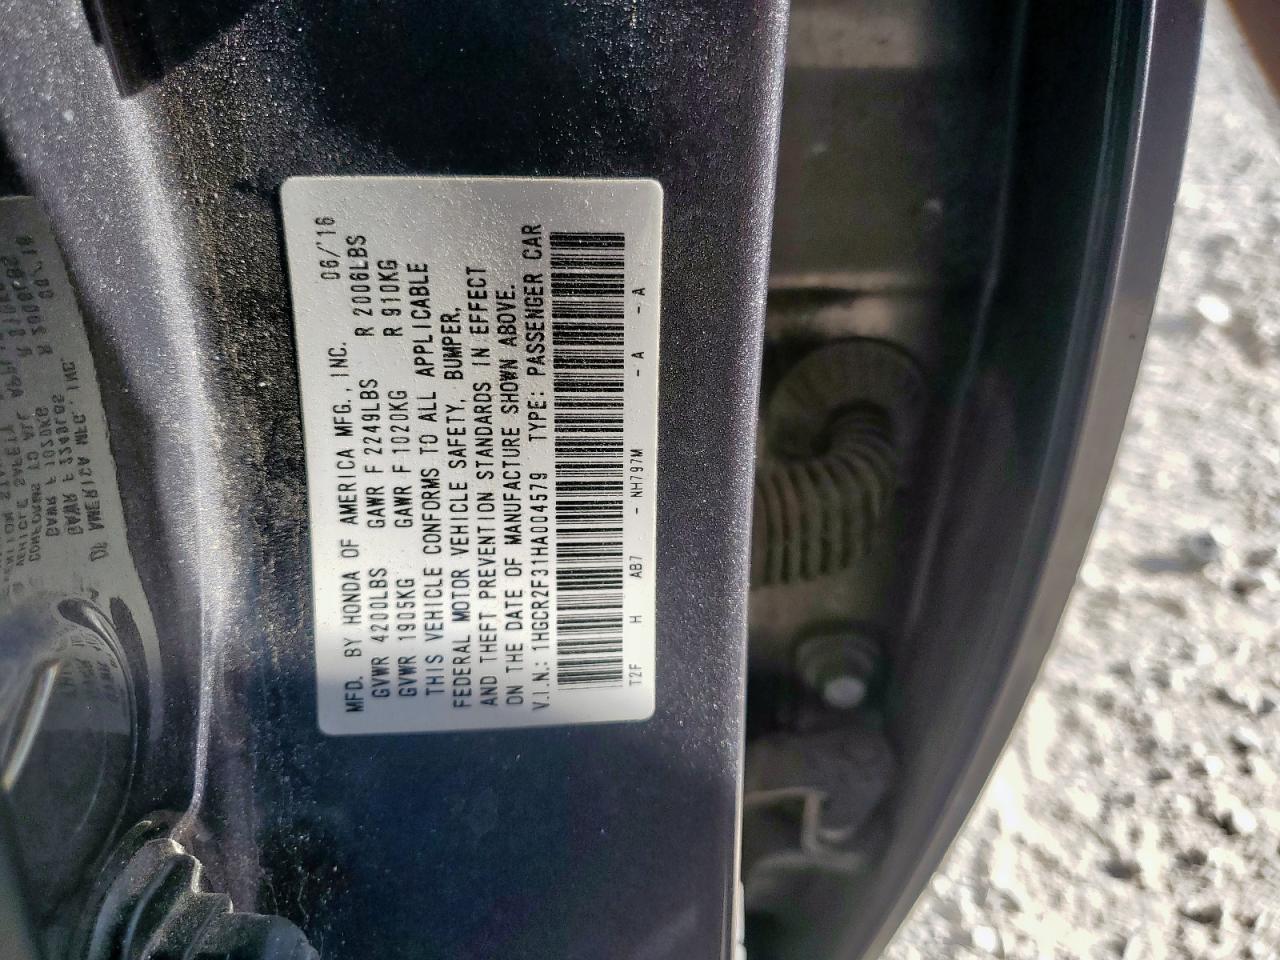 MFD. BY HONDA OF AMERICA MFG., INC. 06/'16
GVWR 4200LBS GAWR F 2249LBS R 2006LBS
GVWR 1905KG GAWR F 1020KG R 910KG
THIS VEHICLE CONFORMS TO ALL APPLICABLE
FEDERAL MOTOR VEHICLE SAFETY, BUMPER,
AND THEFT PREVENTION STANDARDS IN EFFECT
ON THE DATE OF MANUFACTURE SHOWN ABOVE.
V.I.N.: 1HGCR2F31HA004579 TYPE: PASSENGER CAR
T2F H AB7 - NH797M - A - A